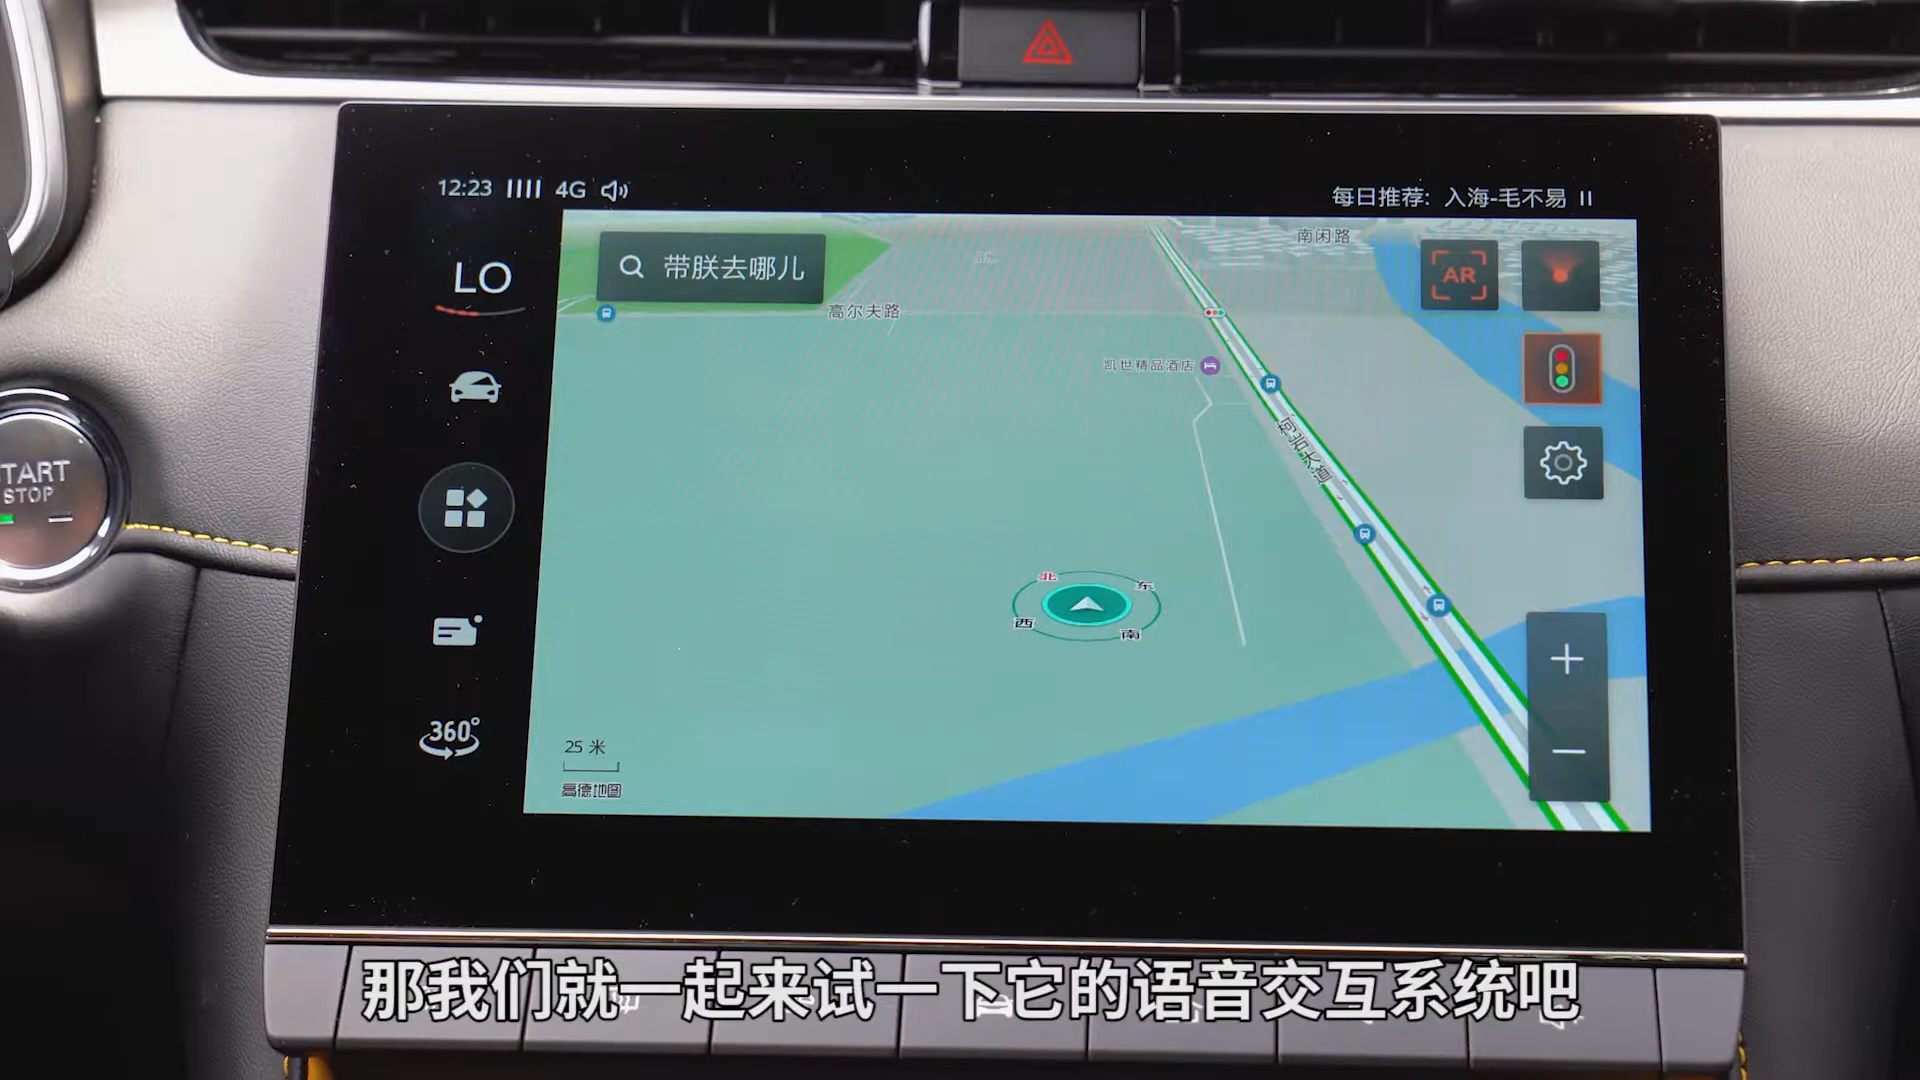 12:23 4G
每日推荐: 入海-毛不易
LO
带朕去哪儿
南闲路
AR
高尔夫路
凯世精品酒店
柯岩大道
START
STOP
北
东
西
南
360°
25 米
高德地图
那我们就一起来试一下它的语音交互系统吧